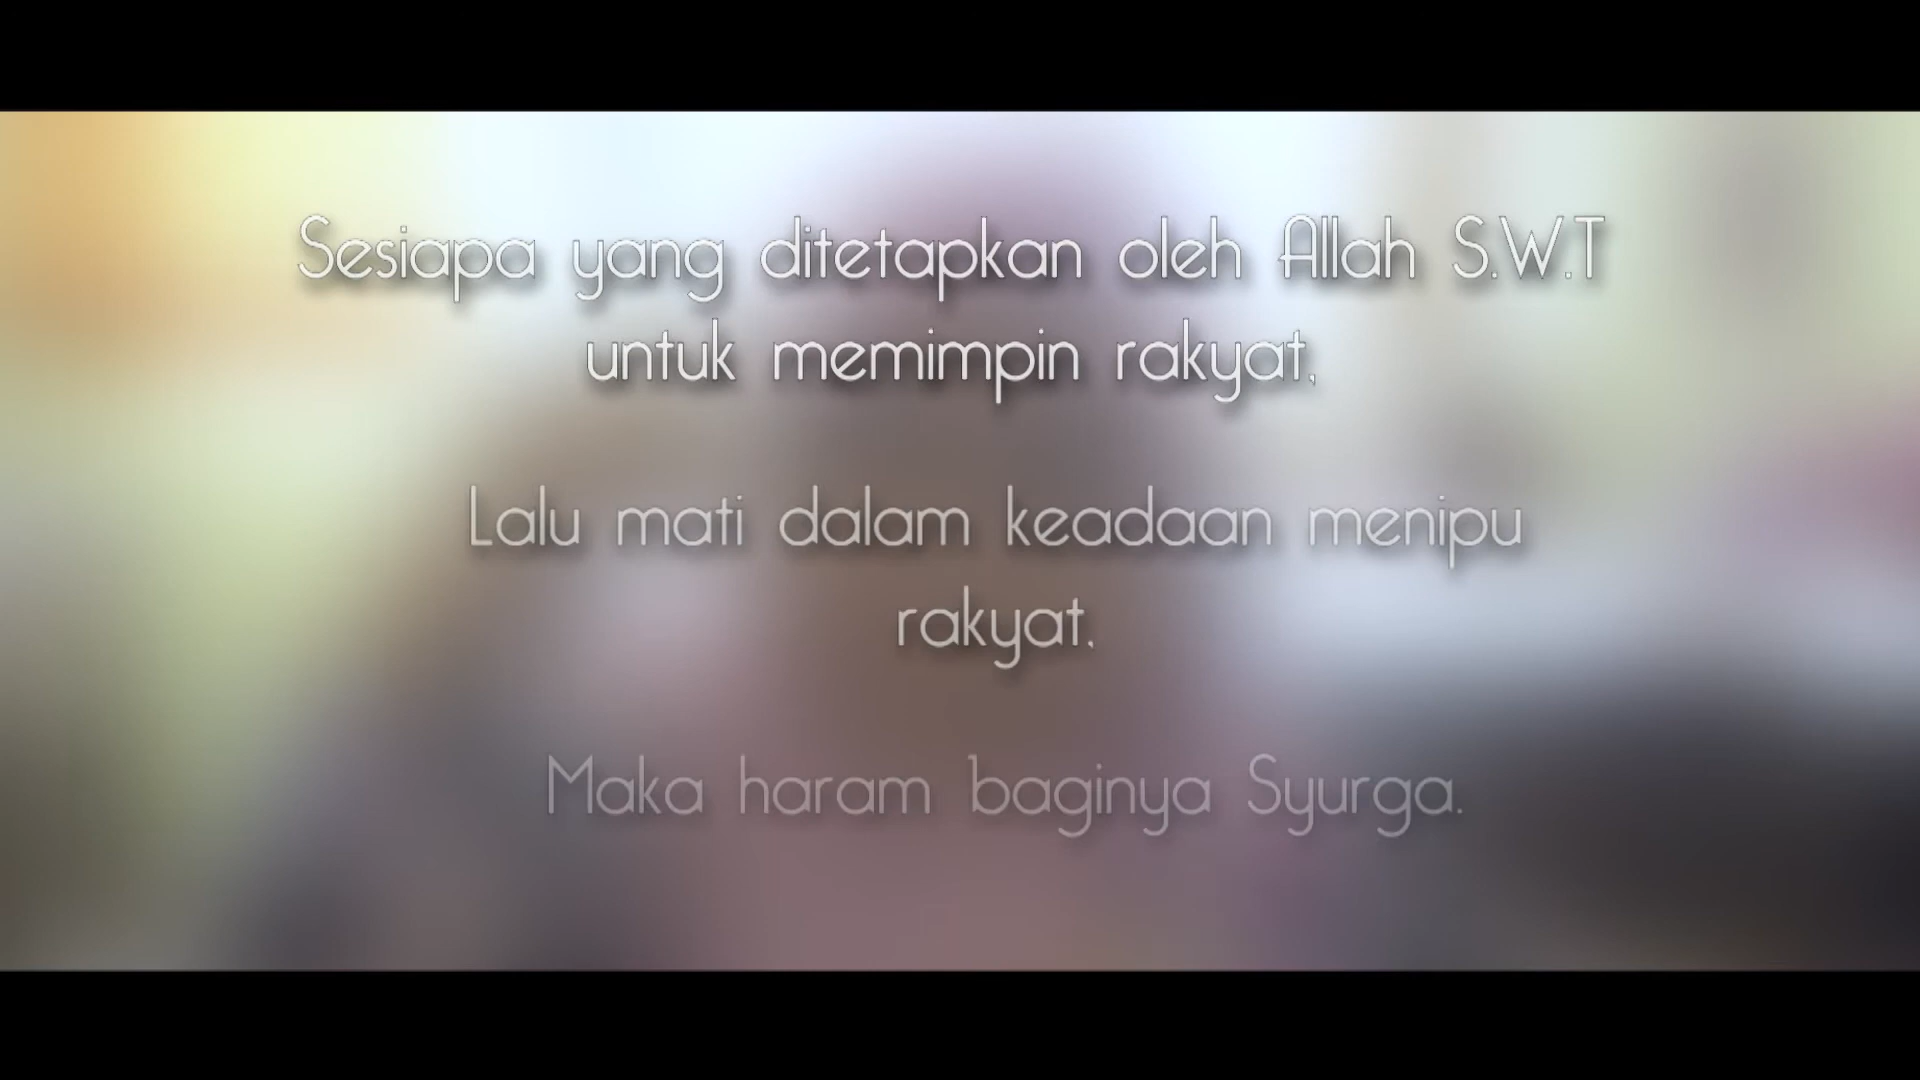 Sesiapa yang ditetapkan oleh Allah S.W.T
untuk memimpin rakyat,
Lalu mati dalam keadaan menipu
rakyat.
Maka haram baginya Syurga.